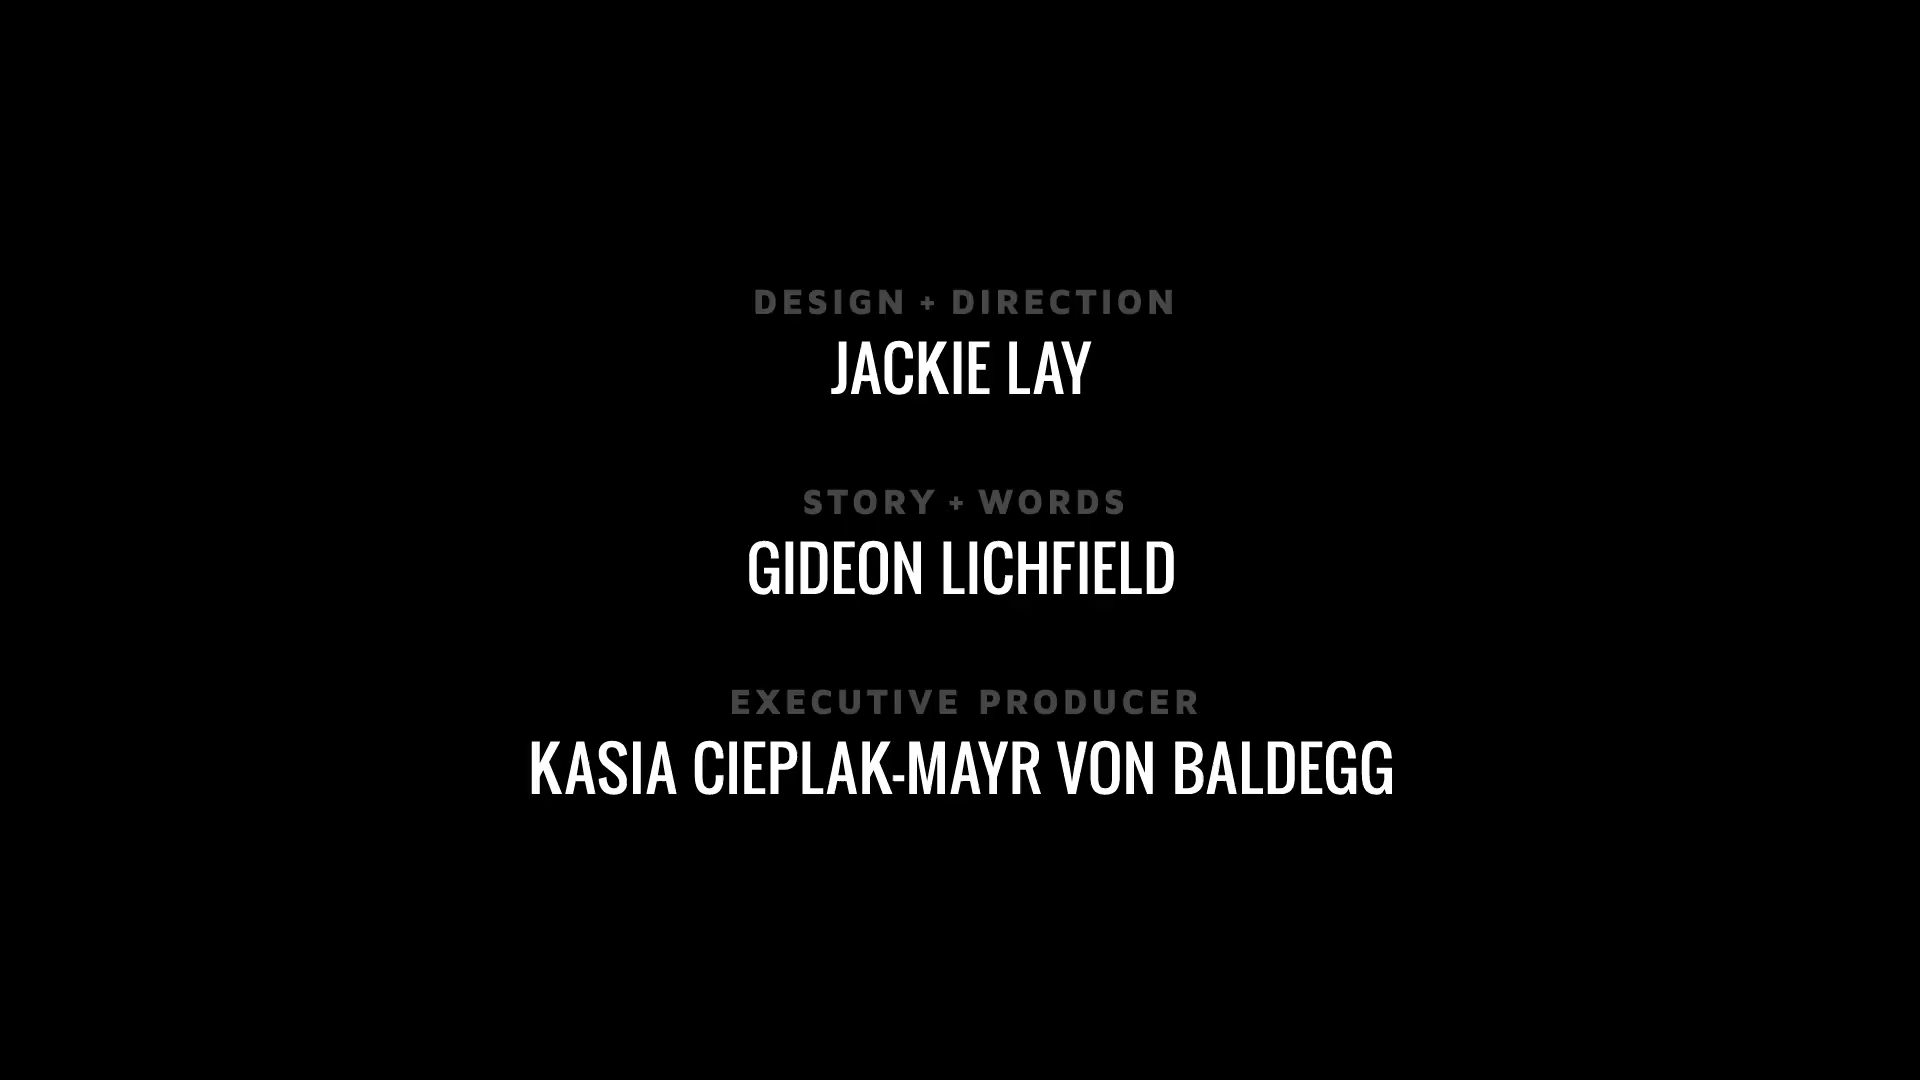 DESIGN + DIRECTION
JACKIE LAY
STORY + WORDS
GIDEON LICHFIELD
EXECUTIVE PRODUCER
KASIA CIEPLAK-MAYR VON BALDEGG